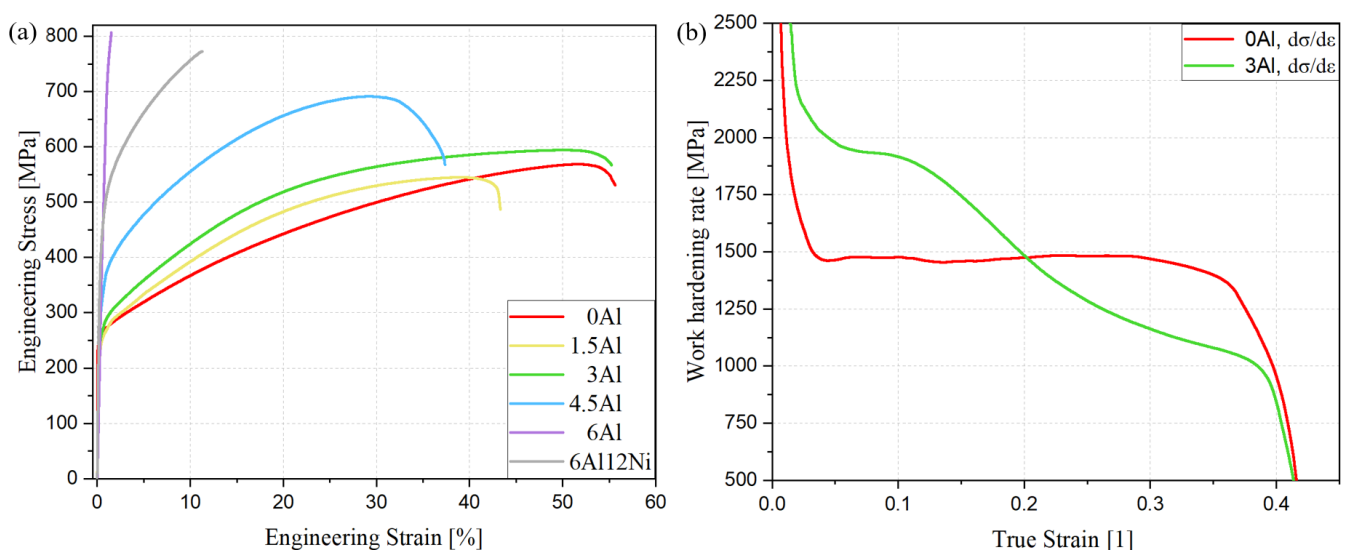 (a)
Engineering Stress [MPa]
800
700
600
500
400
300
200
100
0
0 10 20 30 40 50 60
Engineering Strain [%]
0Al
1.5Al
3Al
4.5Al
6Al
6Al12Ni
(b)
Work hardening rate [MPa]
2500
2250
2000
1750
1500
1250
1000
750
500
0.0 0.1 0.2 0.3 0.4
True Strain [1]
0Al, dσ/dε
3Al, dσ/dε